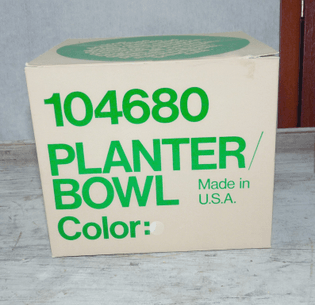 104680
PLANTER/
BOWL Made in
U.S.A.
Color: